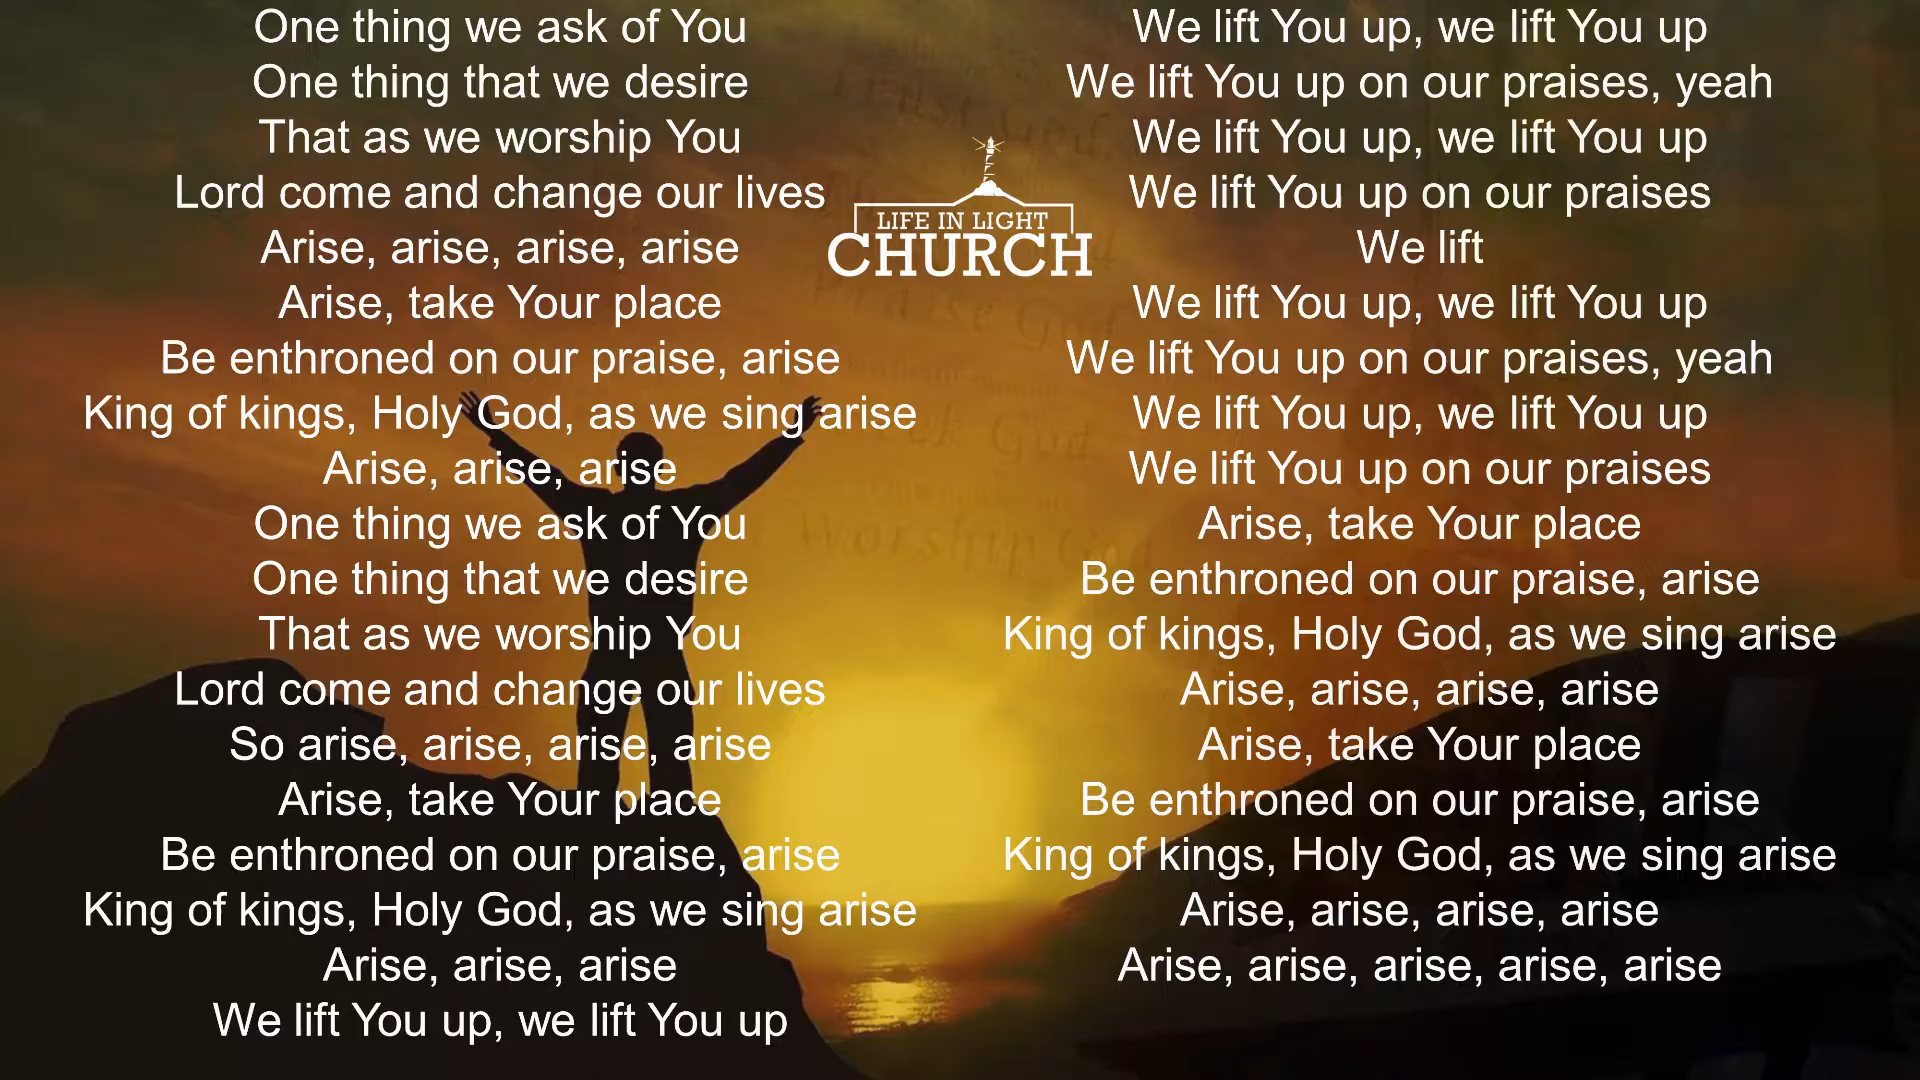 One thing we ask of You
One thing that we desire
That as we worship You
Lord come and change our lives
Arise, arise, arise, arise
Arise, take Your place
Be enthroned on our praise, arise
King of kings, Holy God, as we sing arise
Arise, arise, arise
One thing we ask of You
One thing that we desire
That as we worship You
Lord come and change our lives
So arise, arise, arise, arise
Arise, take Your place
Be enthroned on our praise, arise
King of kings, Holy God, as we sing arise
Arise, arise, arise
We lift You up, we lift You up
LIFE IN LIGHT
CHURCH
We lift You up, we lift You up
We lift You up on our praises, yeah
We lift You up, we lift You up
We lift You up on our praises
We lift
We lift You up, we lift You up
We lift You up on our praises, yeah
We lift You up, we lift You up
We lift You up on our praises
Arise, take Your place
Be enthroned on our praise, arise
King of kings, Holy God, as we sing arise
Arise, arise, arise, arise
Arise, take Your place
Be enthroned on our praise, arise
King of kings, Holy God, as we sing arise
Arise, arise, arise, arise
Arise, arise, arise, arise, arise
Trust God
Praise God
God
Worship God